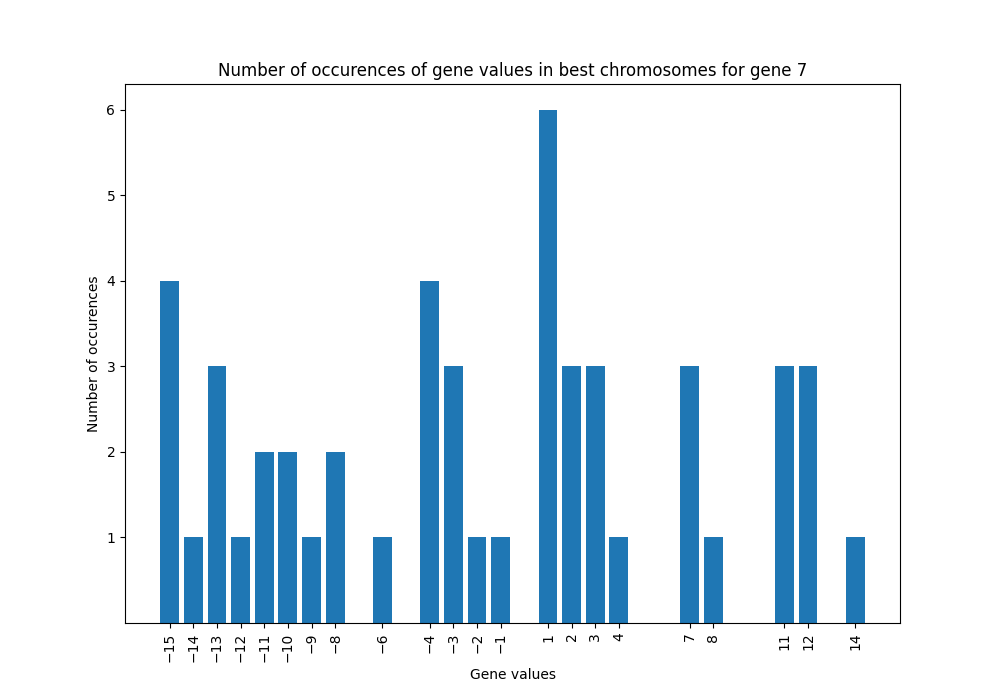 Number of occurences of gene values in best chromosomes for gene 7
6
5
4
3
2
1
Number of occurences
−15 −14 −13 −12 −11 −10 −9 −8 −6 −4 −3 −2 −1 1 2 3 4 7 8 11 12 14
Gene values